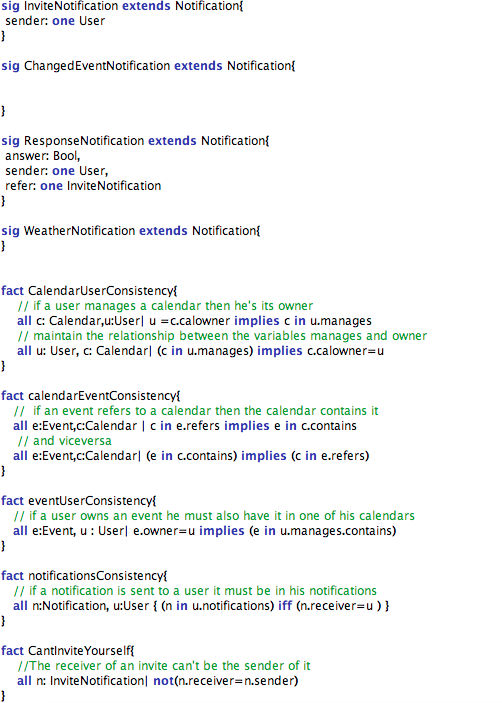 sig InviteNotification extends Notification{
sender: one User
}
sig ChangedEventNotification extends Notification{
}
sig ResponseNotification extends Notification{
answer: Bool,
sender: one User,
refer: one InviteNotification
}
sig WeatherNotification extends Notification{
}
fact CalendarUserConsistency{
// if a user manages a calendar then he's its owner
all c: Calendar,u:User| u =c.calowner implies c in u.manages
// maintain the relationship between the variables manages and owner
all u: User, c: Calendar| (c in u.manages) implies c.calowner=u
}
fact calendarEventConsistency{
// if an event refers to a calendar then the calendar contains it
all e:Event,c:Calendar | c in e.refers implies e in c.contains
// and viceversa
all e:Event,c:Calendar| (e in c.contains) implies (c in e.refers)
}
fact eventUserConsistency{
// if a user owns an event he must also have it in one of his calendars
all e:Event, u : User| e.owner=u implies (e in u.manages.contains)
}
fact notificationsConsistency{
// if a notification is sent to a user it must be in his notifications
all n:Notification, u:User { (n in u.notifications) iff (n.receiver=u ) }
}
fact CantInviteYourself{
//The receiver of an invite can't be the sender of it
all n: InviteNotification| not(n.receiver=n.sender)
}